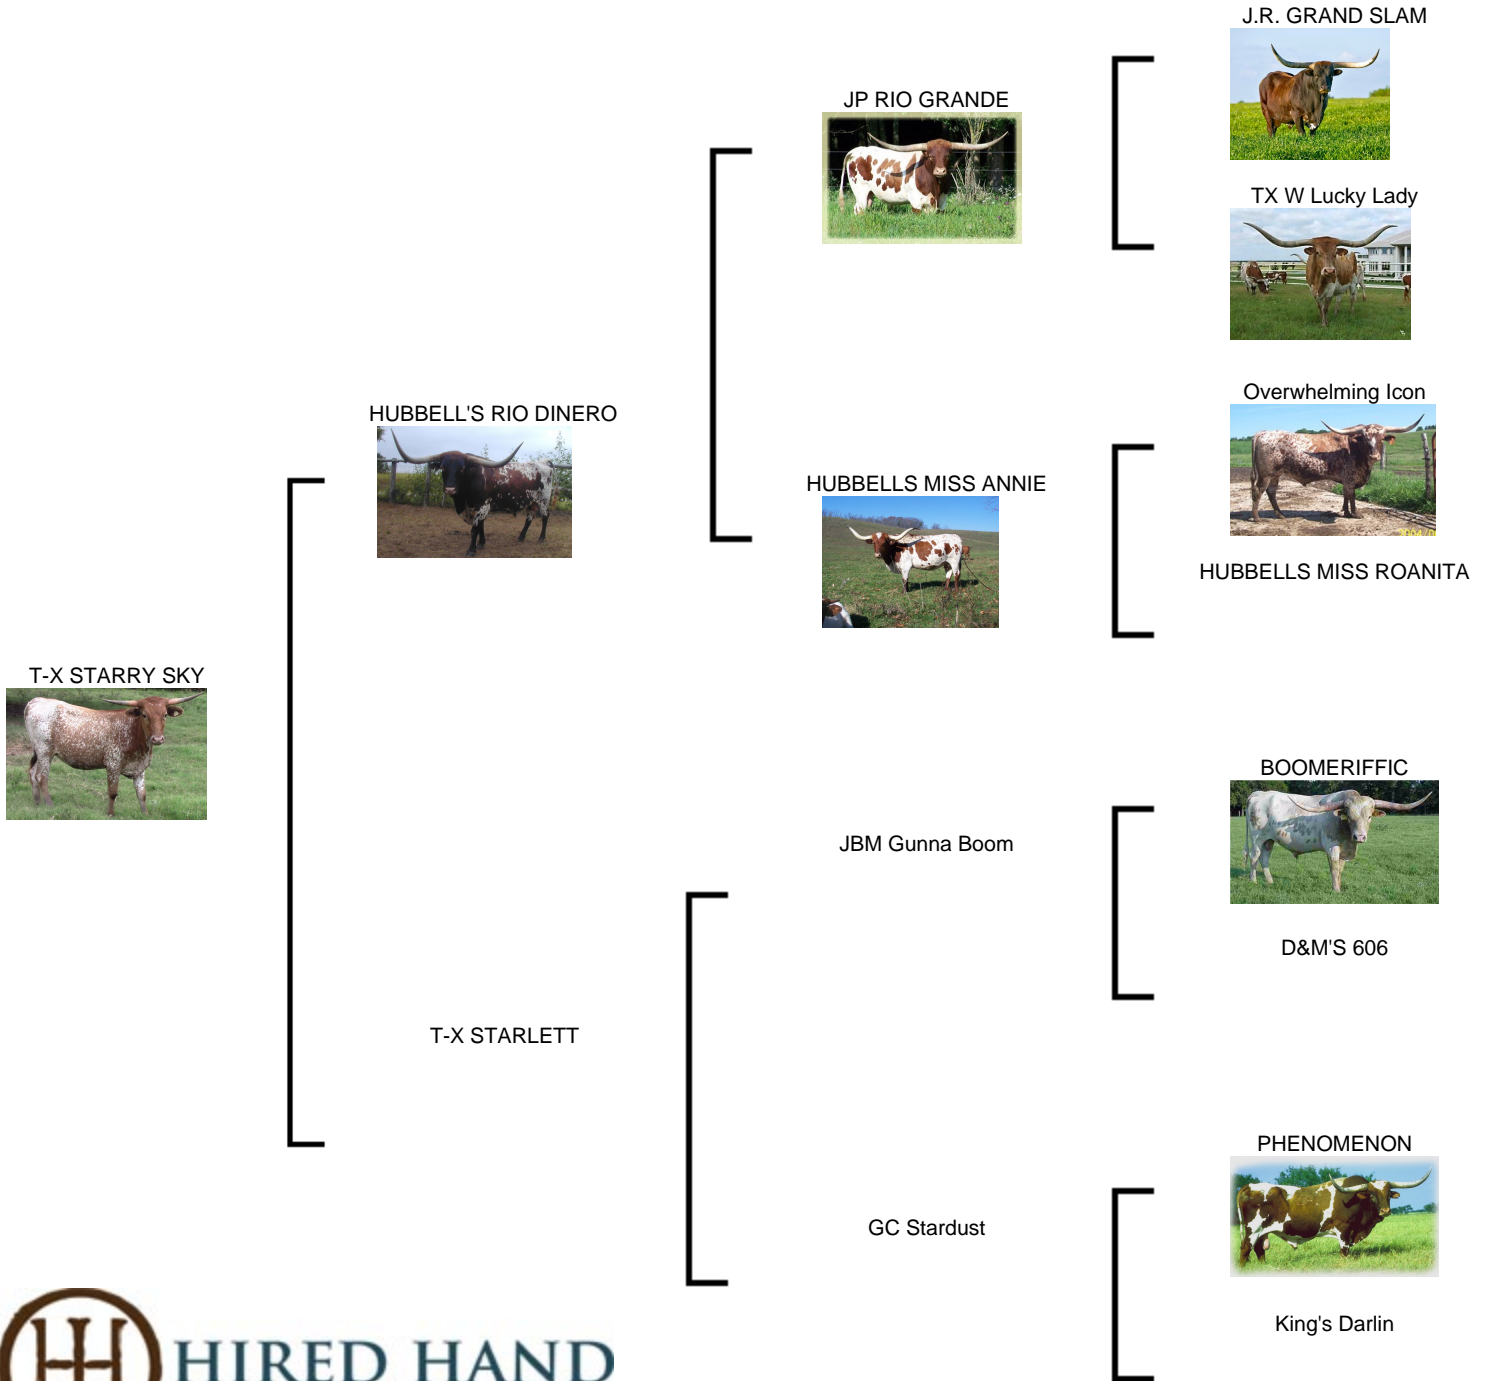 J.R. GRAND SLAM
JP RIO GRANDE
TX W Lucky Lady
Overwhelming Icon
HUBBELL'S RIO DINERO
HUBBELLS MISS ANNIE
HUBBELLS MISS ROANITA
T-X STARRY SKY
BOOMERIFFIC
JBM Gunna Boom
D&M'S 606
T-X STARLETT
PHENOMENON
GC Stardust
King's Darlin
HIRED HAND